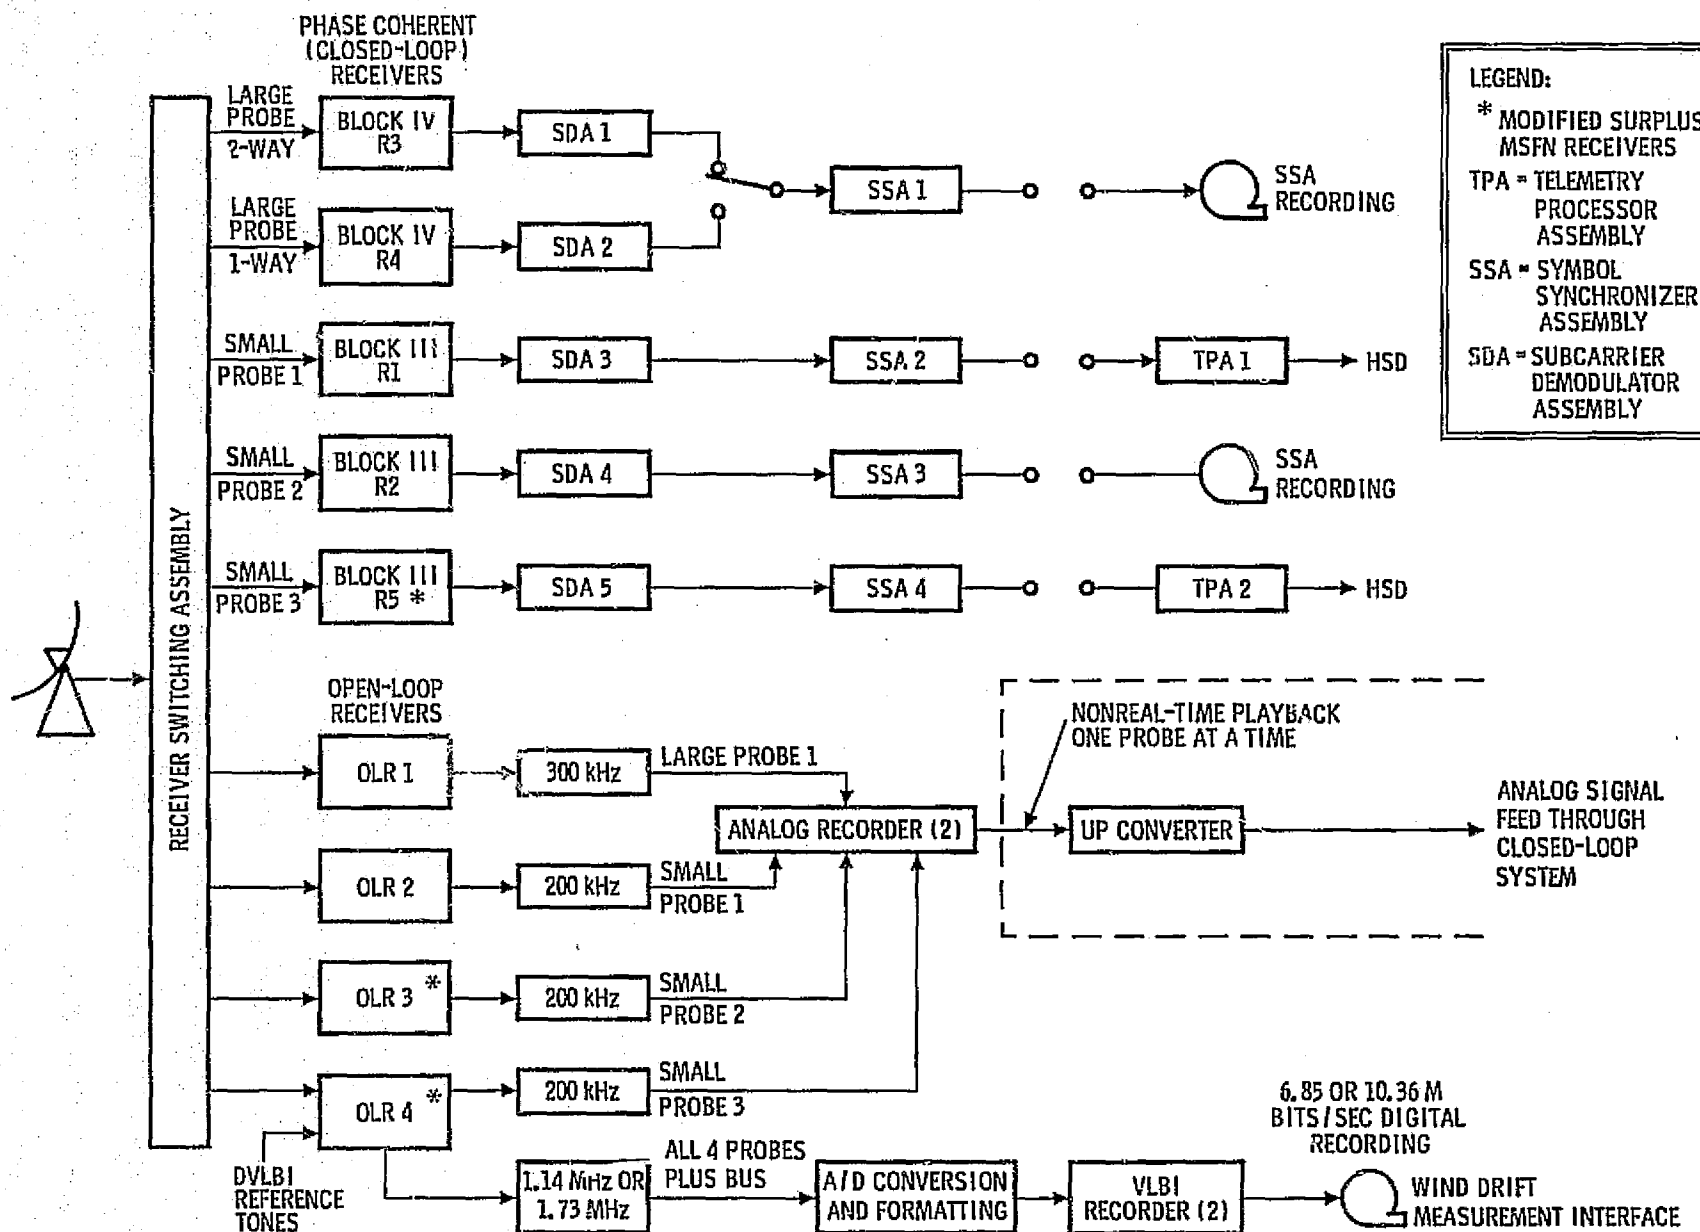 PHASE COHERENT
(CLOSED-LOOP)
RECEIVERS
LARGE
PROBE
2-WAY
BLOCK IV
R3
SDA 1
SSA 1
SSA
RECORDING
LARGE
PROBE
1-WAY
BLOCK IV
R4
SDA 2
SMALL
PROBE 1
BLOCK III
R1
SDA 3
SSA 2
TPA 1
HSD
SMALL
PROBE 2
BLOCK III
R2
SDA 4
SSA 3
SSA
RECORDING
SMALL
PROBE 3
BLOCK III
R5 *
SDA 5
SSA 4
TPA 2
HSD
LEGEND:
* MODIFIED SURPLUS
MSFN RECEIVERS
TPA = TELEMETRY
PROCESSOR
ASSEMBLY
SSA = SYMBOL
SYNCHRONIZER
ASSEMBLY
SDA = SUBCARRIER
DEMODULATOR
ASSEMBLY
RECEIVER SWITCHING ASSEMBLY
OPEN-LOOP
RECEIVERS
OLR 1
300 kHz
LARGE PROBE 1
ANALOG RECORDER (2)
NONREAL-TIME PLAYBACK
ONE PROBE AT A TIME
UP CONVERTER
ANALOG SIGNAL
FEED THROUGH
CLOSED-LOOP
SYSTEM
OLR 2
200 kHz
SMALL
PROBE 1
OLR 3 *
200 kHz
SMALL
PROBE 2
OLR 4 *
200 kHz
SMALL
PROBE 3
DVLBI
REFERENCE
TONES
1.14 MHz OR
1.73 MHz
ALL 4 PROBES
PLUS BUS
A/D CONVERSION
AND FORMATTING
VLBI
RECORDER (2)
6.85 OR 10.36 M
BITS/SEC DIGITAL
RECORDING
WIND DRIFT
MEASUREMENT INTERFACE